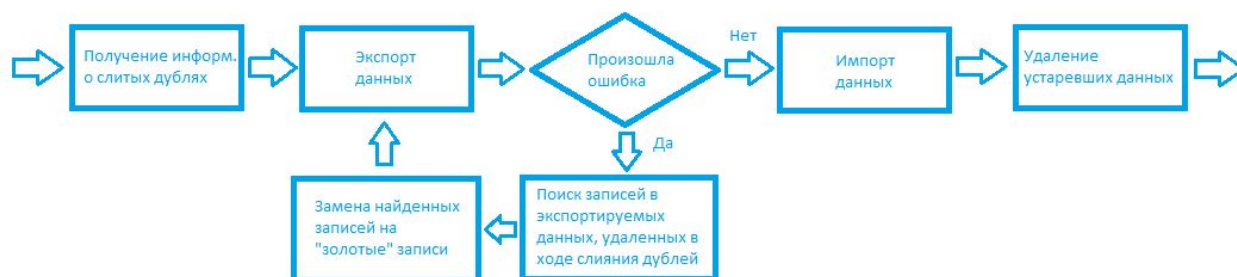 Получение информ.
о слитых дублях
Экспорт
данных
Произошла
ошибка
Нет
Импорт
данных
Удаление
устаревших данных
Да
Поиск записей в
экспортируемых
данных, удаленных в
ходе слияния дублей
Замена найденных
записей на
"золотые" записи